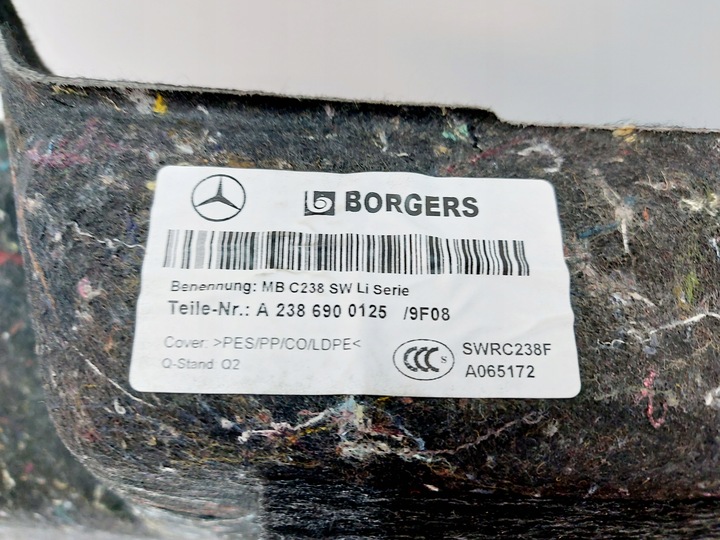 BORGERS
Benennung: MB C238 SW Li Serie
Teile-Nr.: A 238 690 0125 /9F08
Cover: >PES/PP/CO/LDPE<
Q-Stand: Q2
CCC S
SWRC238F
A065172